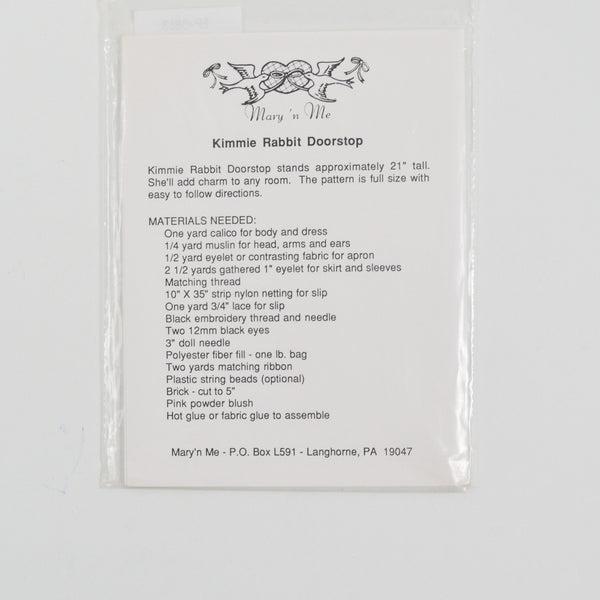 Mary 'n Me
Kimmie Rabbit Doorstop
Kimmie Rabbit Doorstop stands approximately 21" tall.
She'll add charm to any room. The pattern is full size with
easy to follow directions.
MATERIALS NEEDED:
One yard calico for body and dress
1/4 yard muslin for head, arms and ears
1/2 yard eyelet or contrasting fabric for apron
2 1/2 yards gathered 1" eyelet for skirt and sleeves
Matching thread
10" X 35" strip nylon netting for slip
One yard 3/4" lace for slip
Black embroidery thread and needle
Two 12mm black eyes
3" doll needle
Polyester fiber fill - one lb. bag
Two yards matching ribbon
Plastic string beads (optional)
Brick - cut to 5"
Pink powder blush
Hot glue or fabric glue to assemble
Mary'n Me - P.O. Box L591 - Langhorne, PA 19047